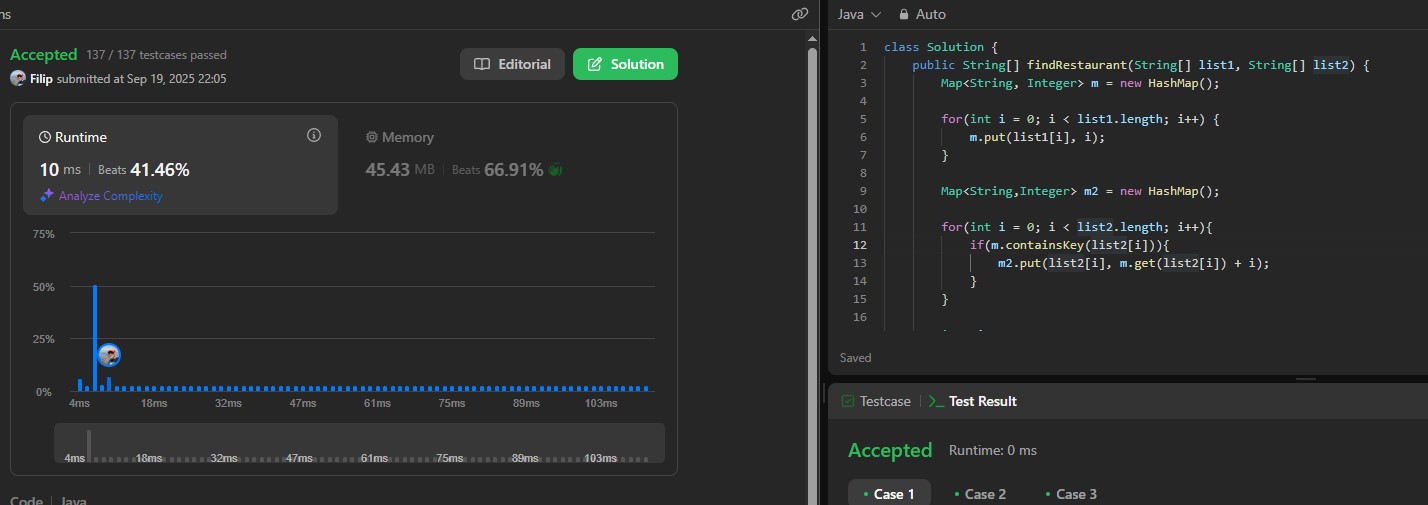 ms
Accepted 137 / 137 testcases passed
Filip submitted at Sep 19, 2025 22:05
Editorial
Solution
Runtime
10 ms | Beats 41.46%
Analyze Complexity
Memory
45.43 MB | Beats 66.91%
75%
50%
25%
0%
4ms 18ms 32ms 47ms 61ms 75ms 89ms 103ms
4ms 18ms 32ms 47ms 61ms 75ms 89ms 103ms
Code | Java
Java Auto
1 class Solution {
2 public String[] findRestaurant(String[] list1, String[] list2) {
3 Map<String, Integer> m = new HashMap();
4
5 for(int i = 0; i < list1.length; i++) {
6 m.put(list1[i], i);
7 }
8
9 Map<String,Integer> m2 = new HashMap();
10
11 for(int i = 0; i < list2.length; i++){
12 if(m.containsKey(list2[i])){
13 m2.put(list2[i], m.get(list2[i]) + i);
14 }
15 }
16
Saved
Testcase | >_ Test Result
Accepted Runtime: 0 ms
• Case 1 • Case 2 • Case 3